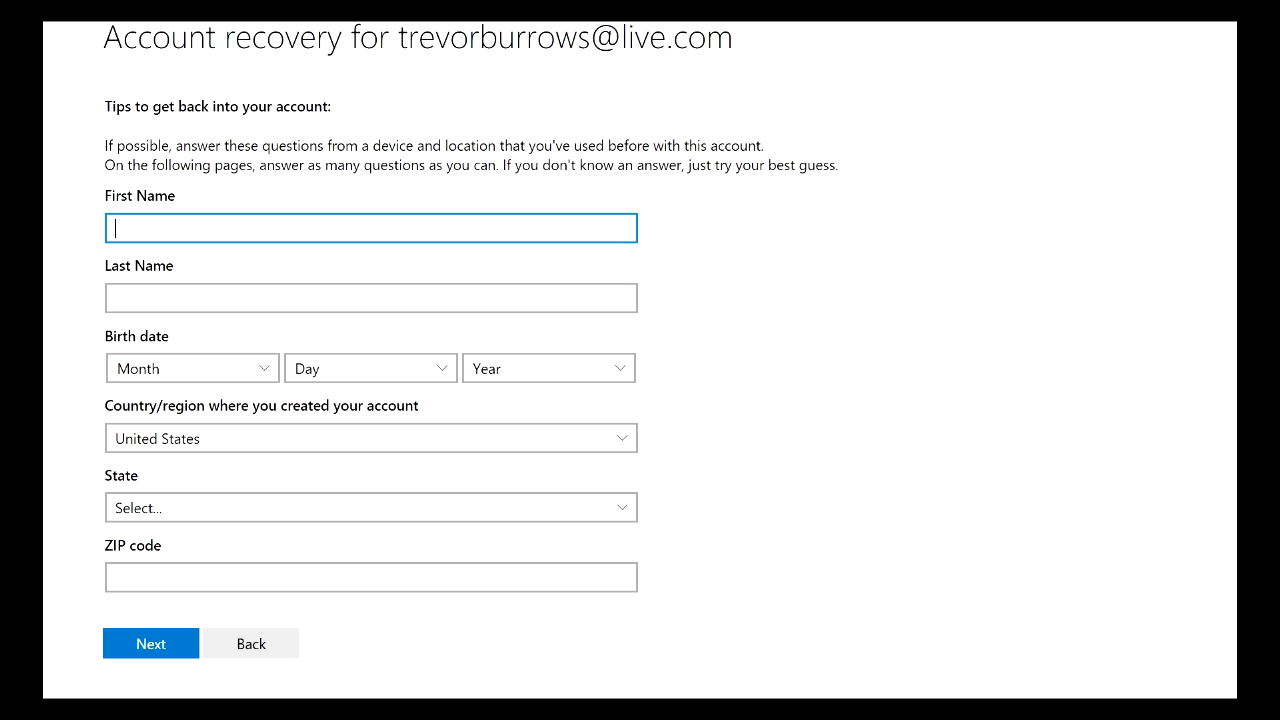 Account recovery for trevorburrows@live.com
Tips to get back into your account:
If possible, answer these questions from a device and location that you've used before with this account.
On the following pages, answer as many questions as you can. If you don't know an answer, just try your best guess.
First Name
Last Name
Birth date
Month Day Year
Country/region where you created your account
United States
State
Select...
ZIP code
Next Back